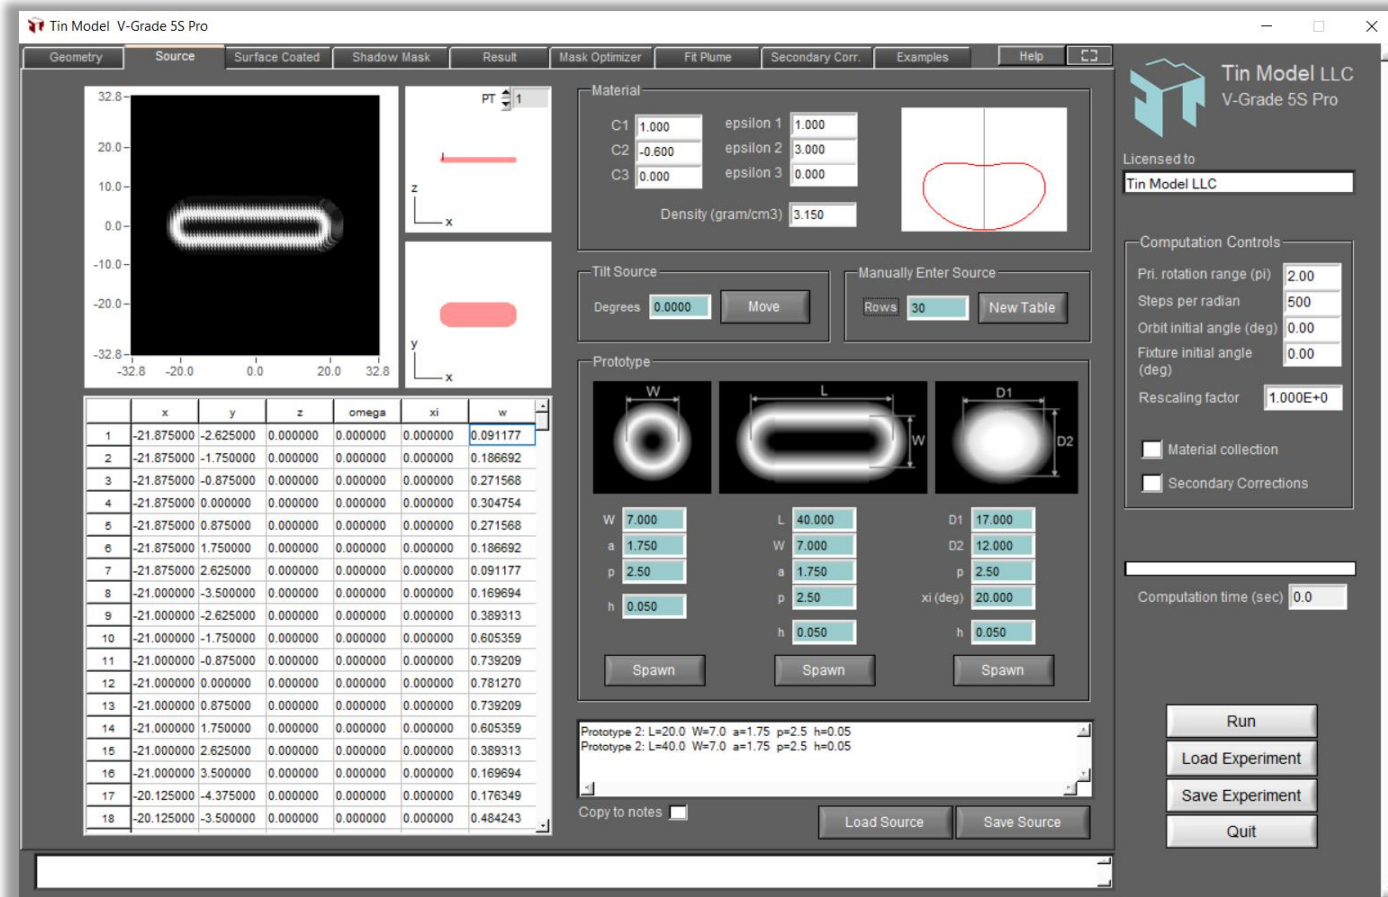 Tin Model V-Grade 5S Pro
Geometry Source Surface Coated Shadow Mask Result Mask Optimizer Fit Plume Secondary Corr. Examples Help
Tin Model LLC
V-Grade 5S Pro
Licensed to
Tin Model LLC
32.8
20.0
10.0
0.0
-10.0
-20.0
-32.8
-32.8 -20.0 0.0 20.0 32.8
PT 1
z
x
y
x
Material
C1 1.000 epsilon 1 1.000
C2 -0.600 epsilon 2 3.000
C3 0.000 epsilon 3 0.000
Density (gram/cm3) 3.150
Tilt Source
Degrees 0.0000 Move
Manually Enter Source
Rows 30 New Table
Prototype
W L D1
W D2
W 7.000
a 1.750
p 2.50
h 0.050
Spawn
L 40.000
W 7.000
a 1.750
p 2.50
h 0.050
Spawn
D1 17.000
D2 12.000
p 2.50
xi (deg) 20.000
h 0.050
Spawn
x y z omega xi w
1 -21.875000 -2.625000 0.000000 0.000000 0.000000 0.091177
2 -21.875000 -1.750000 0.000000 0.000000 0.000000 0.186692
3 -21.875000 -0.875000 0.000000 0.000000 0.000000 0.271568
4 -21.875000 0.000000 0.000000 0.000000 0.000000 0.304754
5 -21.875000 0.875000 0.000000 0.000000 0.000000 0.271568
6 -21.875000 1.750000 0.000000 0.000000 0.000000 0.186692
7 -21.875000 2.625000 0.000000 0.000000 0.000000 0.091177
8 -21.000000 -3.500000 0.000000 0.000000 0.000000 0.169694
9 -21.000000 -2.625000 0.000000 0.000000 0.000000 0.389313
10 -21.000000 -1.750000 0.000000 0.000000 0.000000 0.605359
11 -21.000000 -0.875000 0.000000 0.000000 0.000000 0.739209
12 -21.000000 0.000000 0.000000 0.000000 0.000000 0.781270
13 -21.000000 0.875000 0.000000 0.000000 0.000000 0.739209
14 -21.000000 1.750000 0.000000 0.000000 0.000000 0.605359
15 -21.000000 2.625000 0.000000 0.000000 0.000000 0.389313
16 -21.000000 3.500000 0.000000 0.000000 0.000000 0.169694
17 -20.125000 -4.375000 0.000000 0.000000 0.000000 0.176349
18 -20.125000 -3.500000 0.000000 0.000000 0.000000 0.484243
Prototype 2: L=20.0 W=7.0 a=1.75 p=2.5 h=0.05
Prototype 2: L=40.0 W=7.0 a=1.75 p=2.5 h=0.05
Copy to notes
Load Source Save Source
Computation Controls
Pri. rotation range (pi) 2.00
Steps per radian 500
Orbit initial angle (deg) 0.00
Fixture initial angle 0.00
(deg)
Rescaling factor 1.000E+0
Material collection
Secondary Corrections
Computation time (sec) 0.0
Run
Load Experiment
Save Experiment
Quit